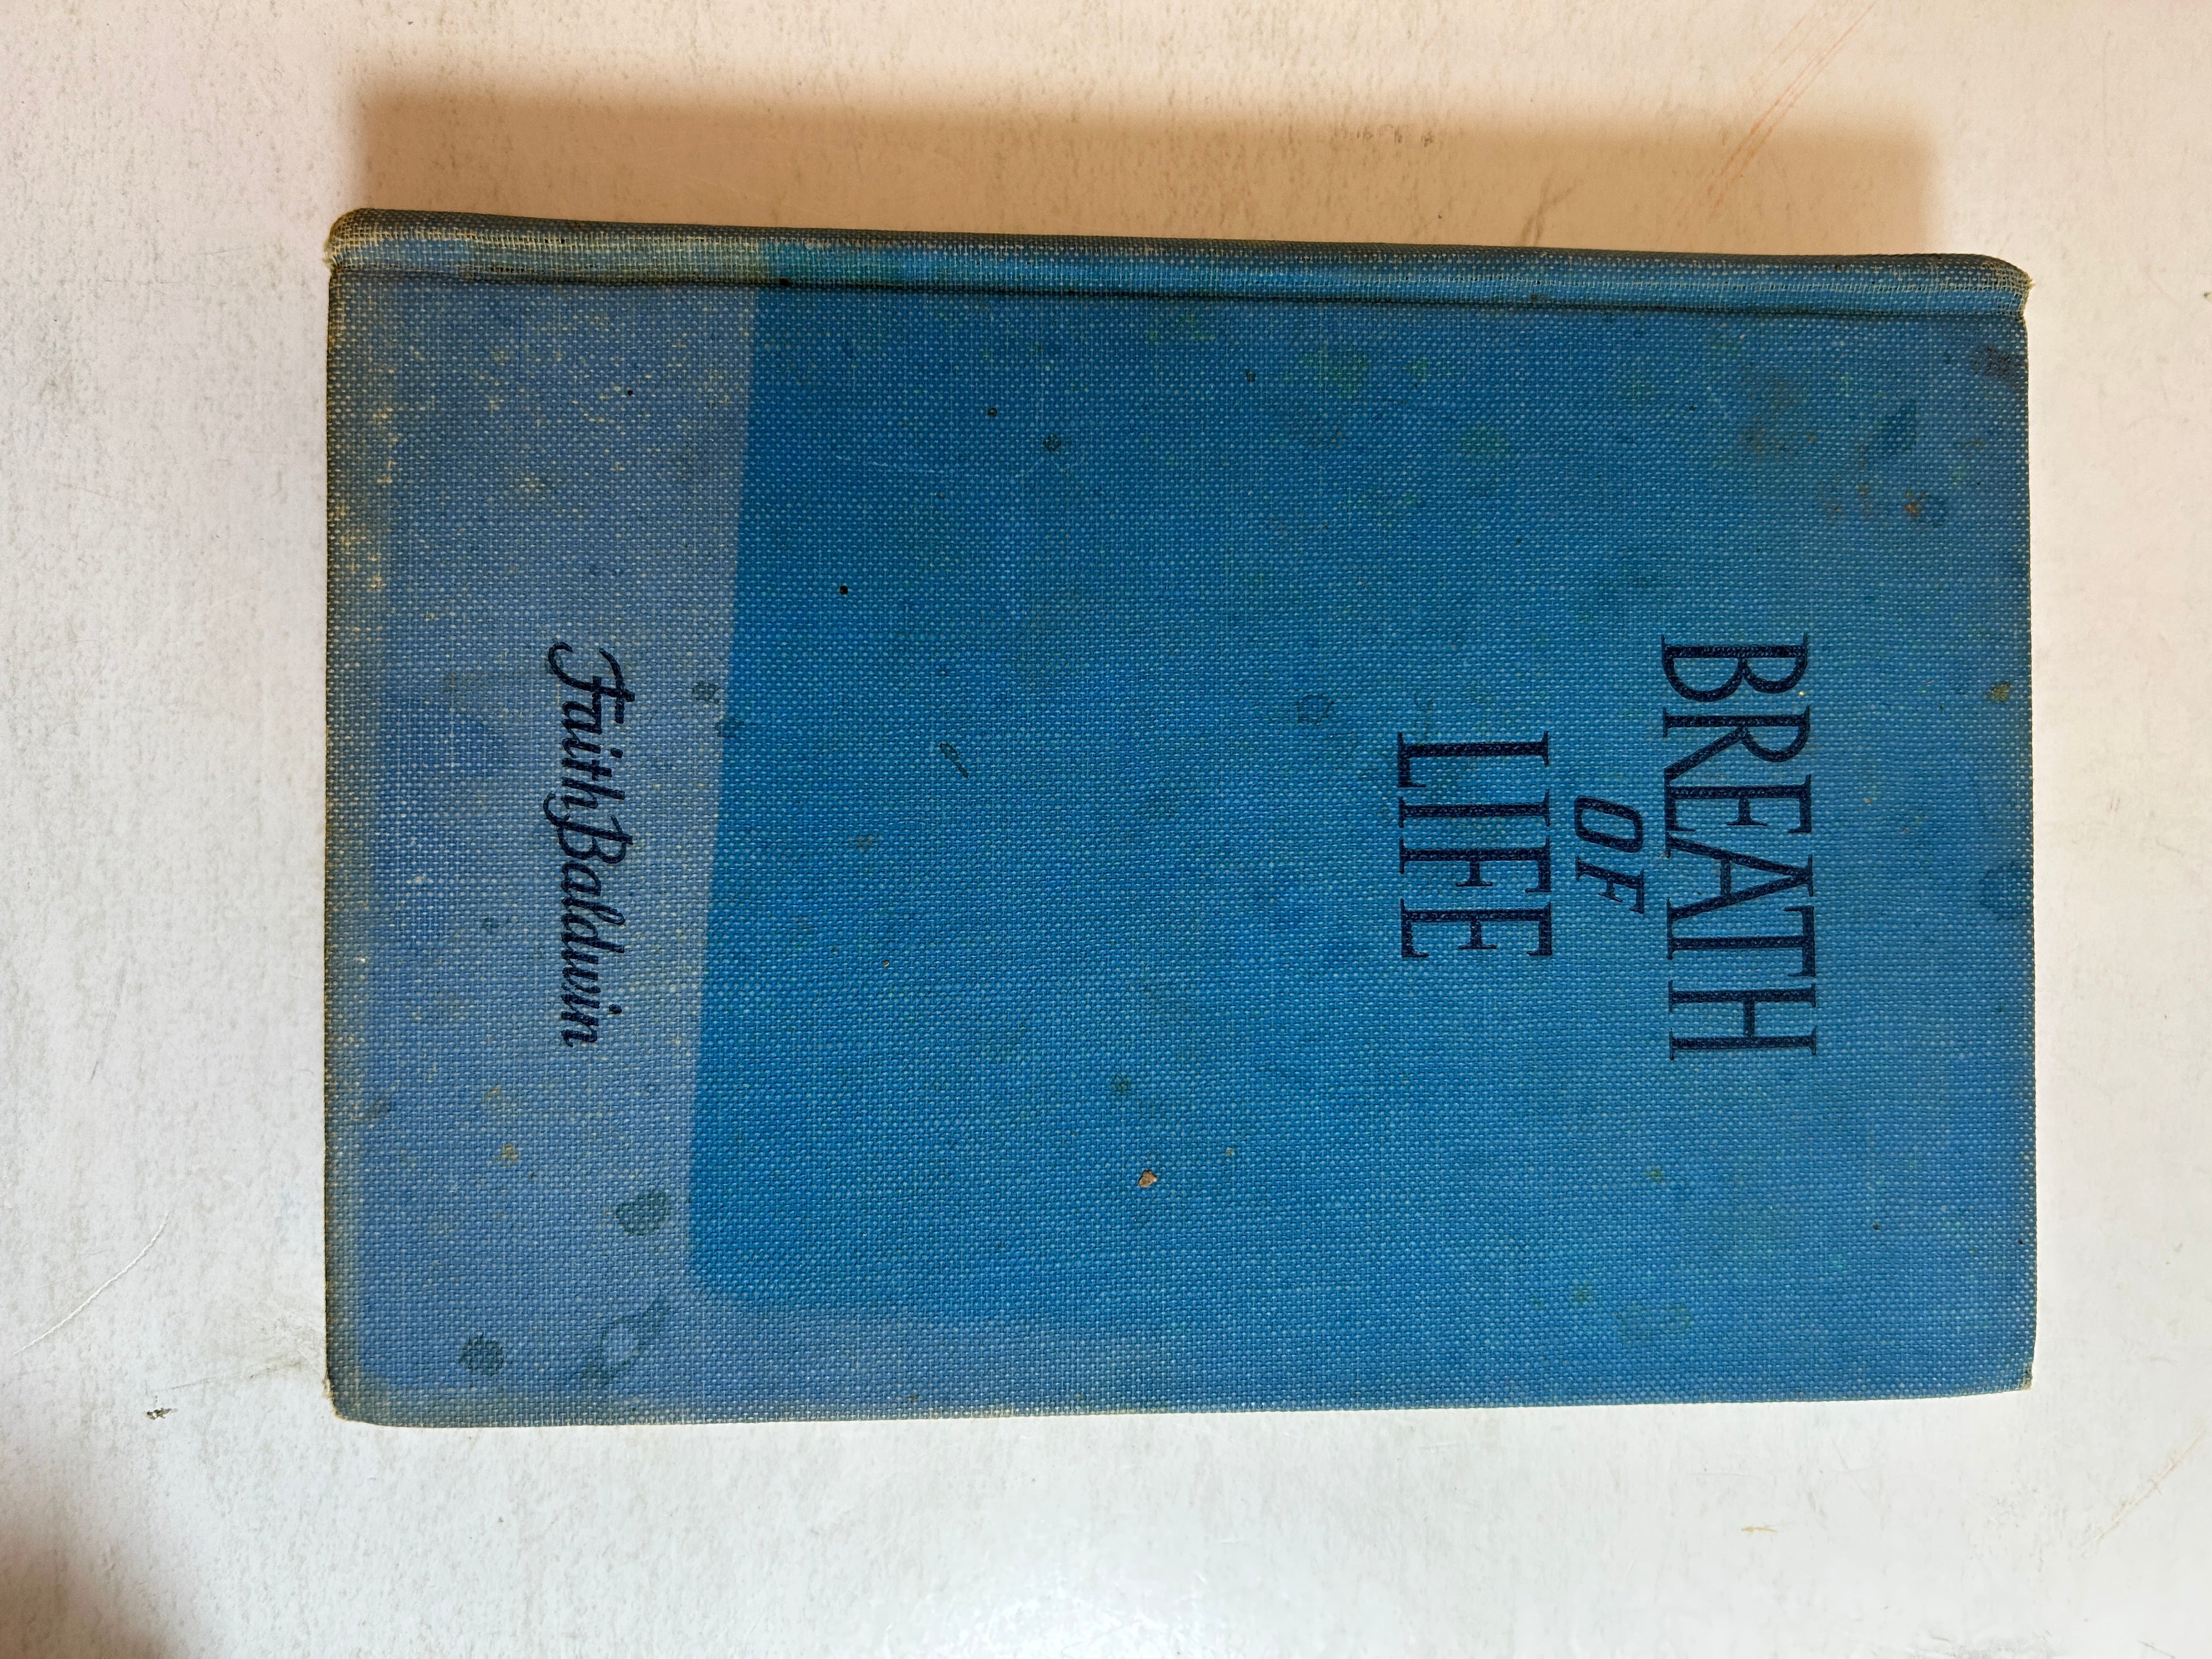 BREATH
OF
LIFE
Faith Baldwin